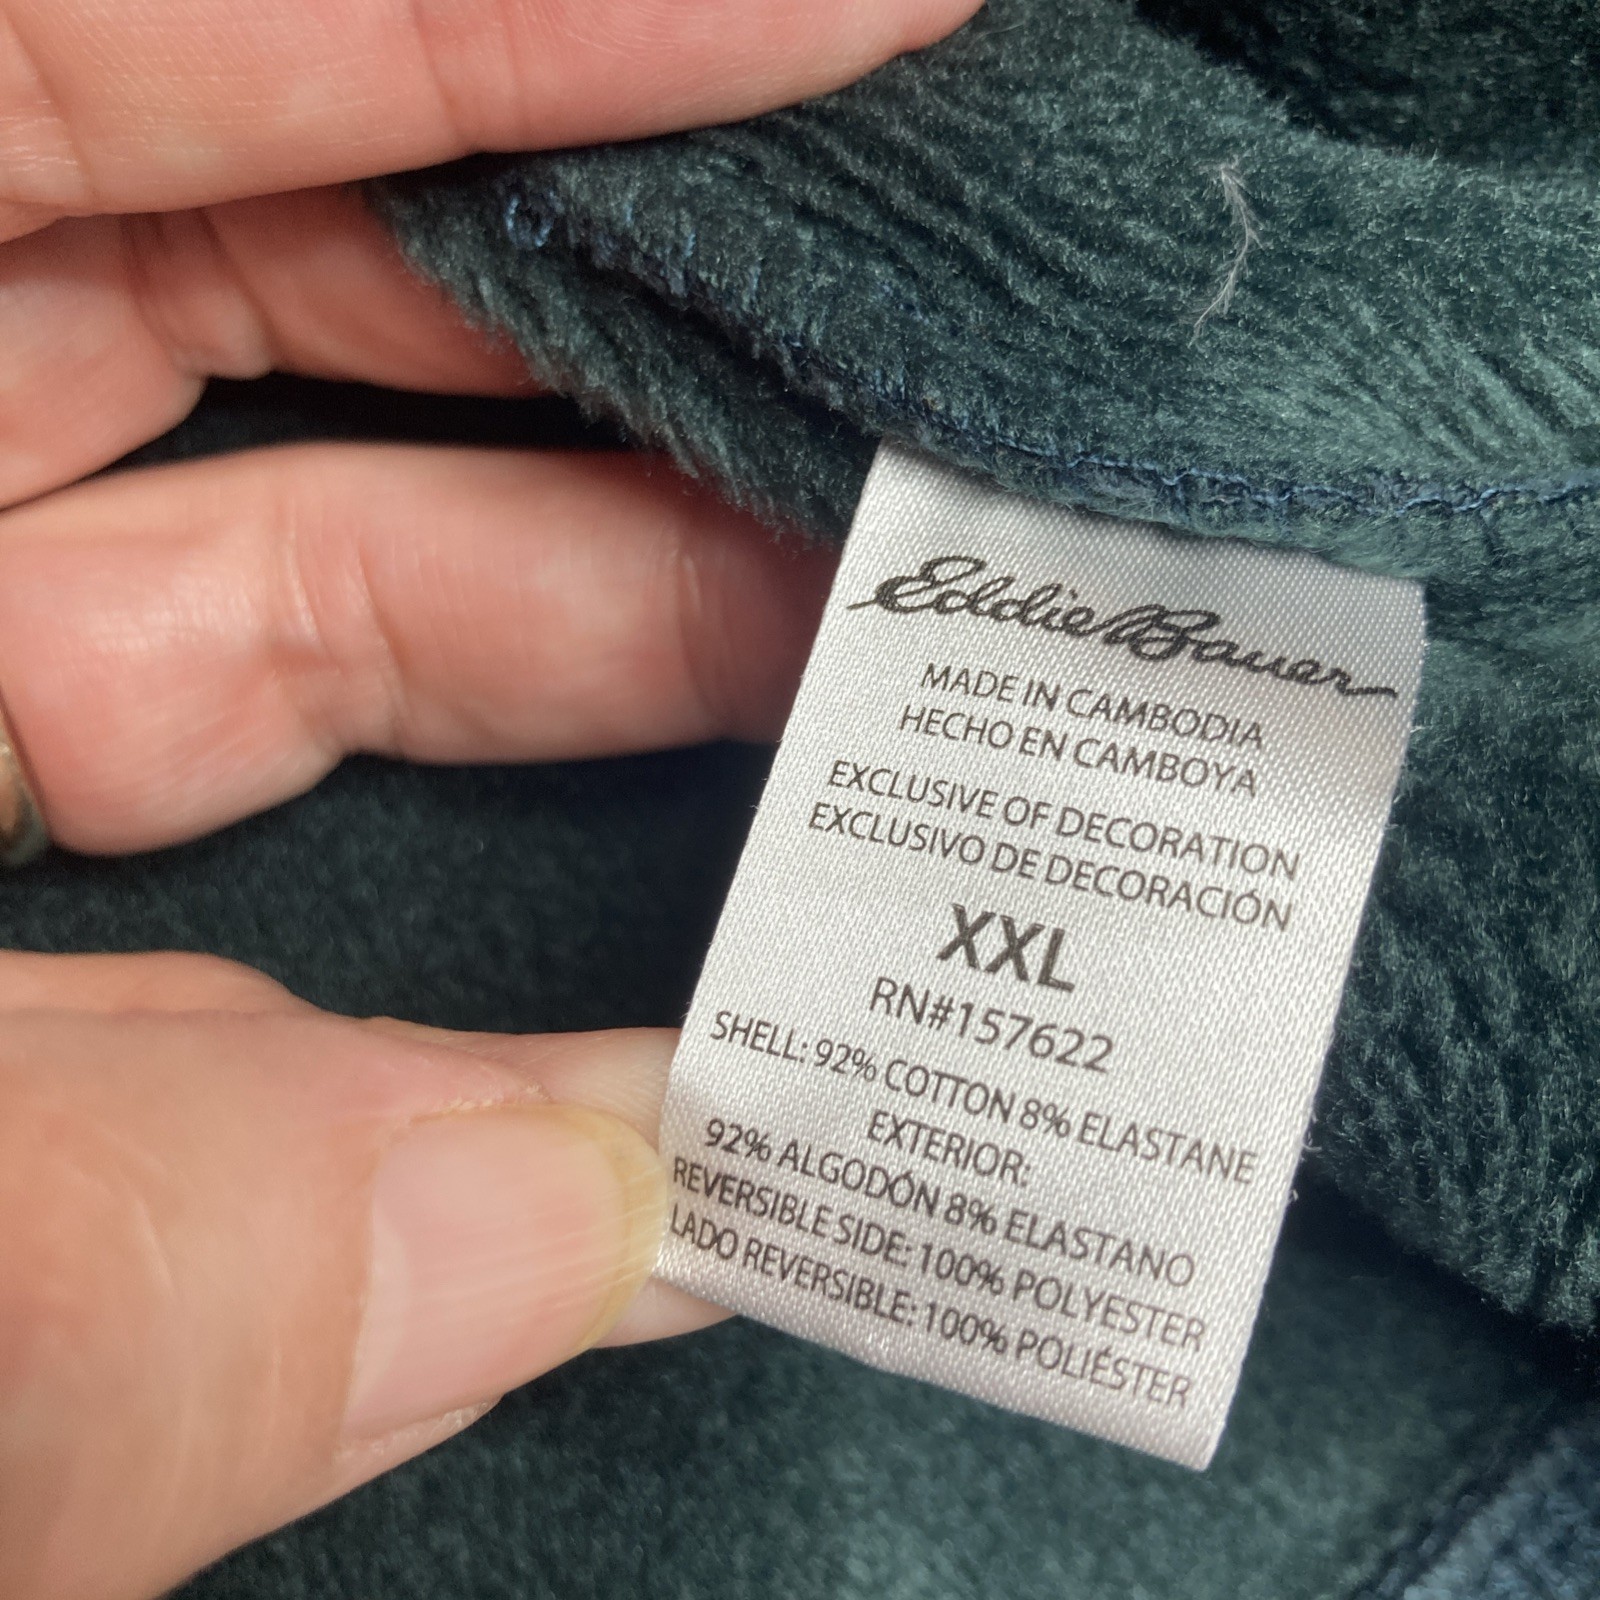 Eddie Bauer
MADE IN CAMBODIA
HECHO EN CAMBOYA
EXCLUSIVE OF DECORATION
EXCLUSIVO DE DECORACIÓN
XXL
RN#157622
SHELL: 92% COTTON 8% ELASTANE
EXTERIOR:
92% ALGODÓN 8% ELASTANO
REVERSIBLE SIDE: 100% POLYESTER
LADO REVERSIBLE: 100% POLIÉSTER